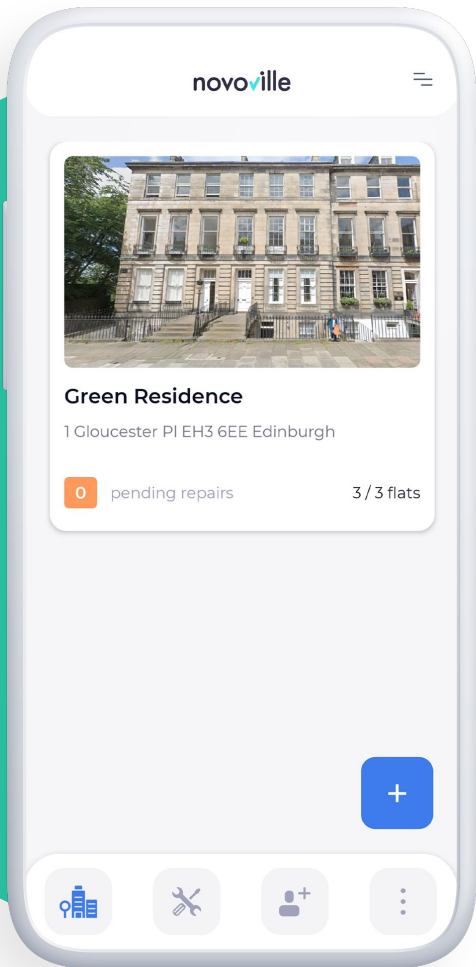 novoville
Green Residence
1 Gloucester Pl EH3 6EE Edinburgh
0 pending repairs 3 / 3 flats